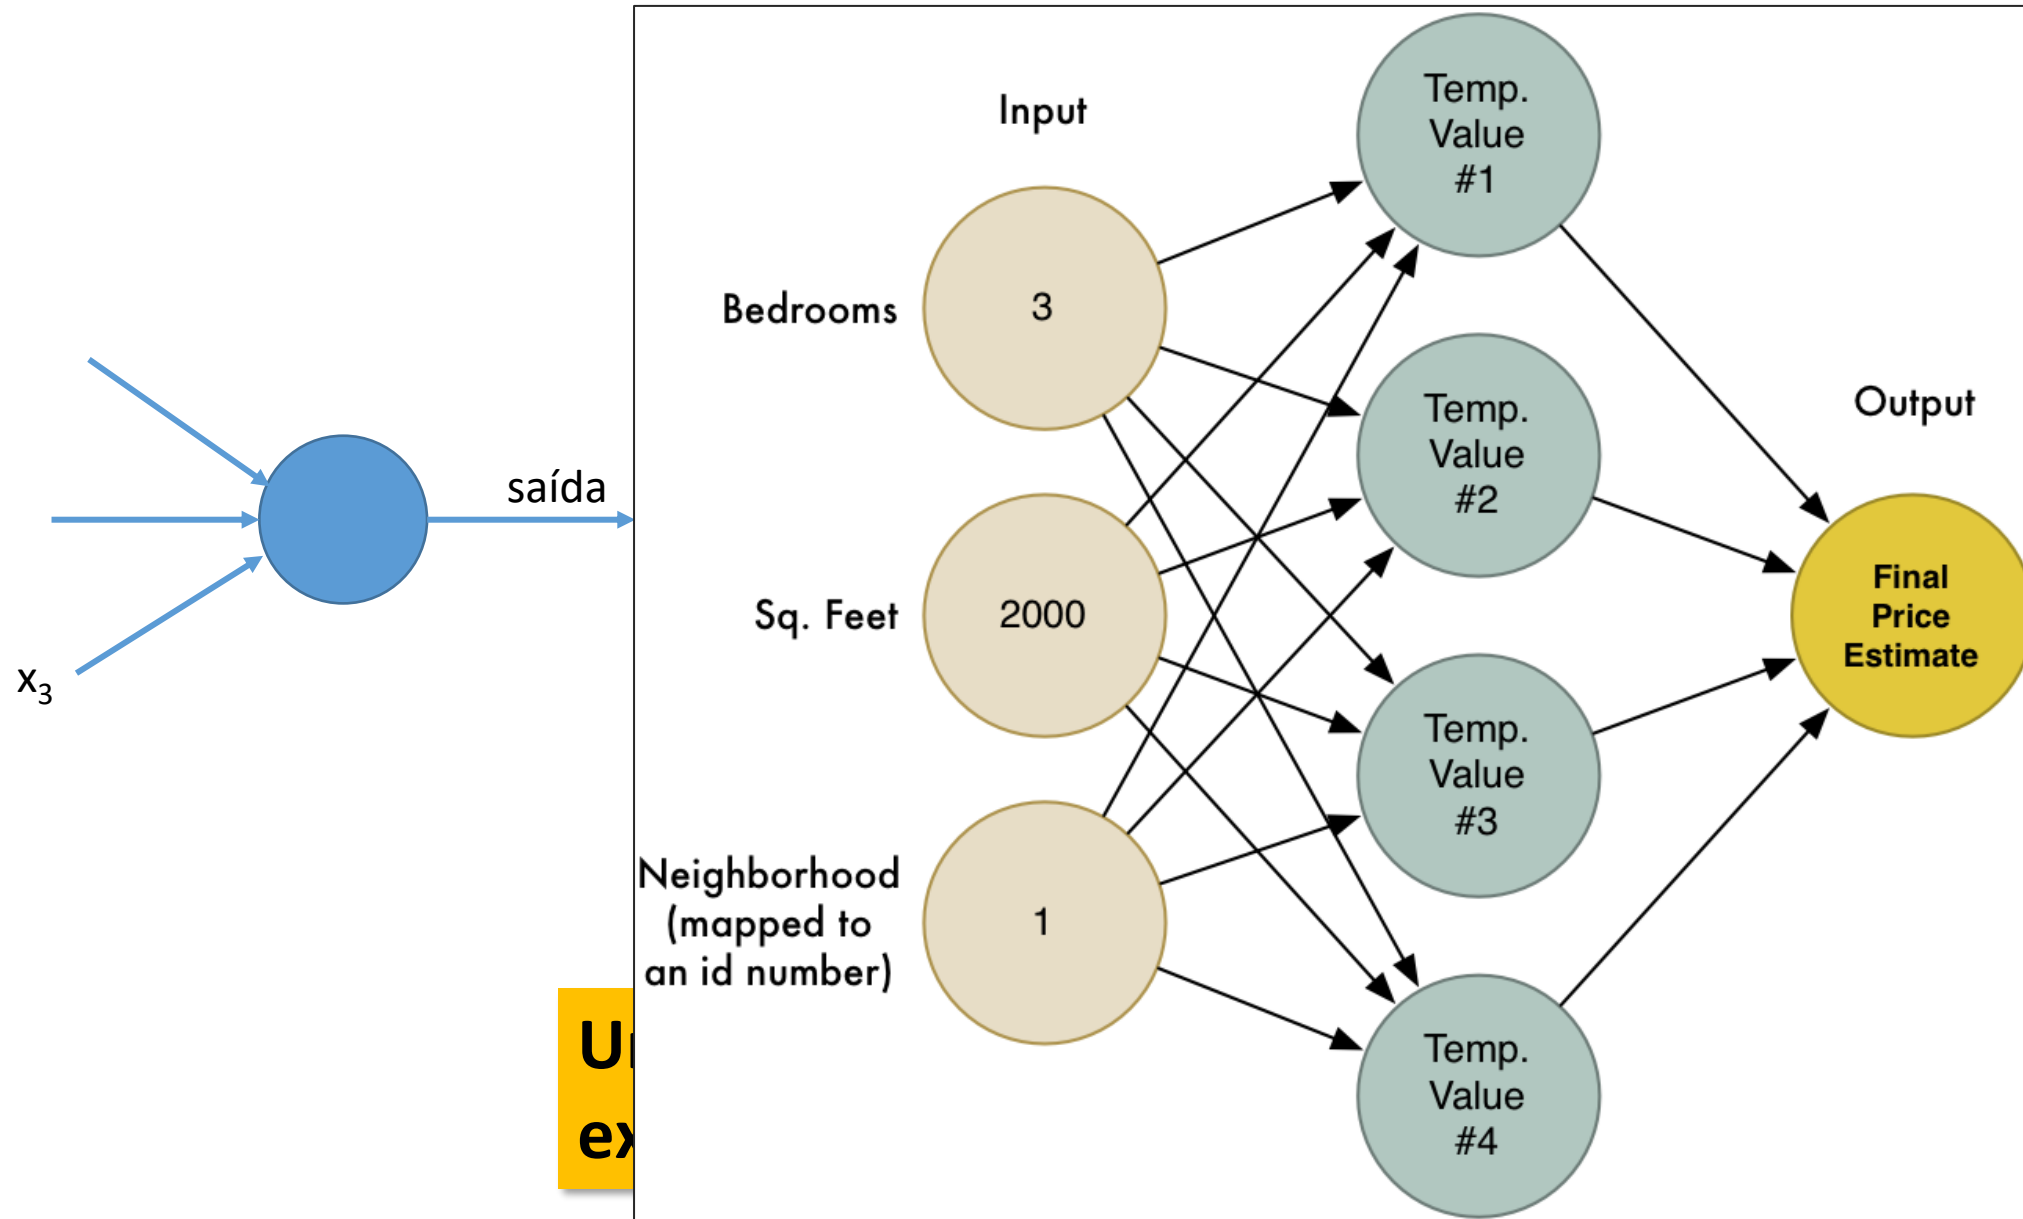 Input
Temp.
Value
#1
Bedrooms
3
Temp.
Value
#2
Output
saída
Sq. Feet
2000
Final
Price
Estimate
x₃
Temp.
Value
#3
Neighborhood
(mapped to
an id number)
1
Temp.
Value
#4